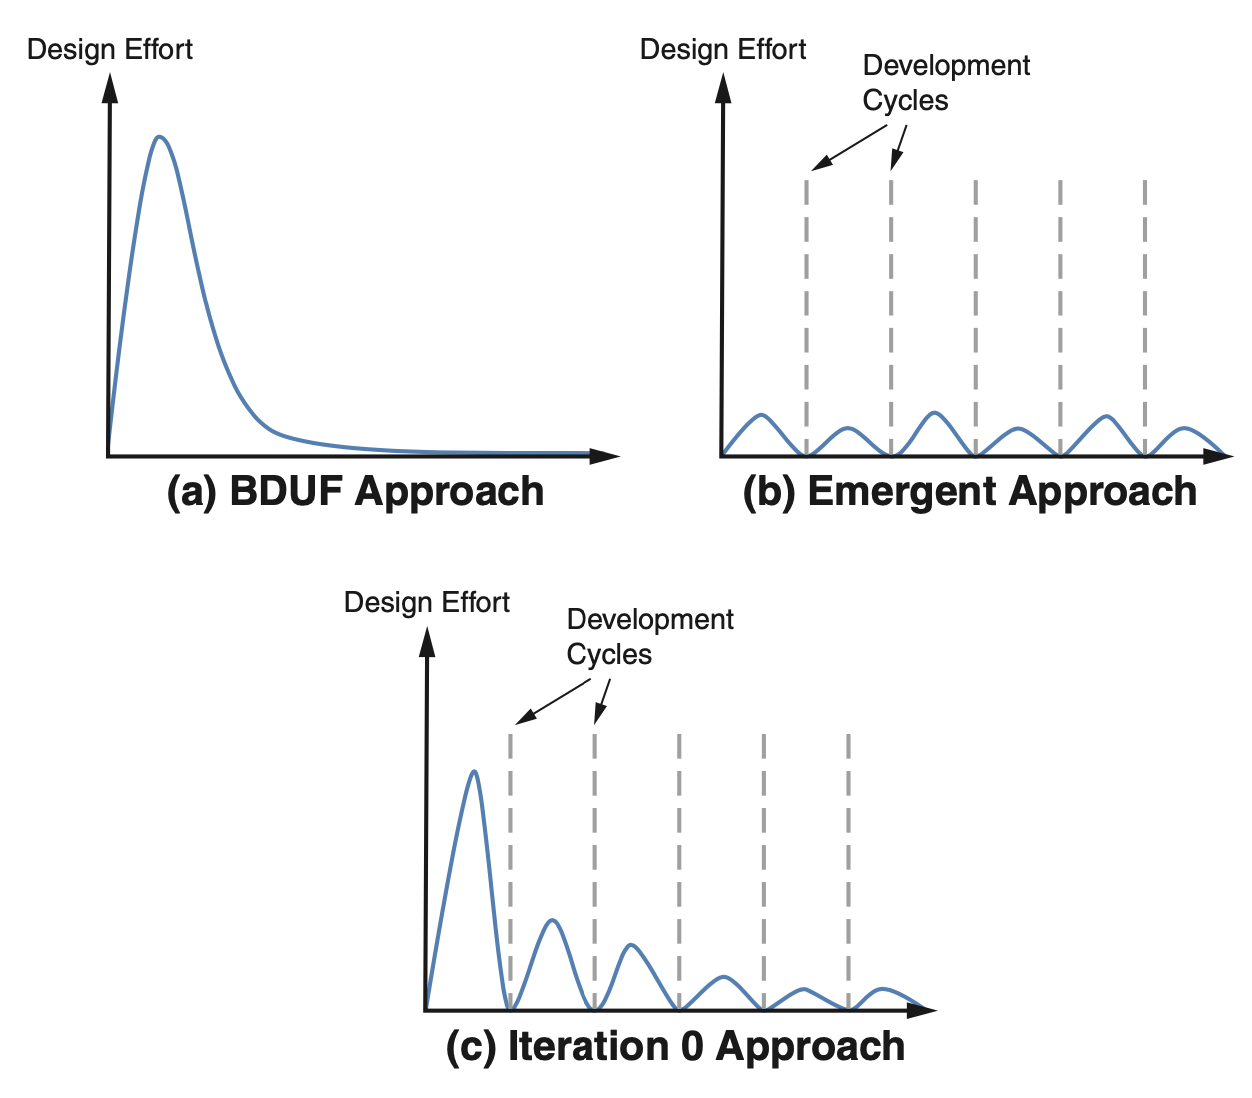 Design Effort
(a) BDUF Approach
Design Effort
Development
Cycles
(b) Emergent Approach
Design Effort
Development
Cycles
(c) Iteration 0 Approach